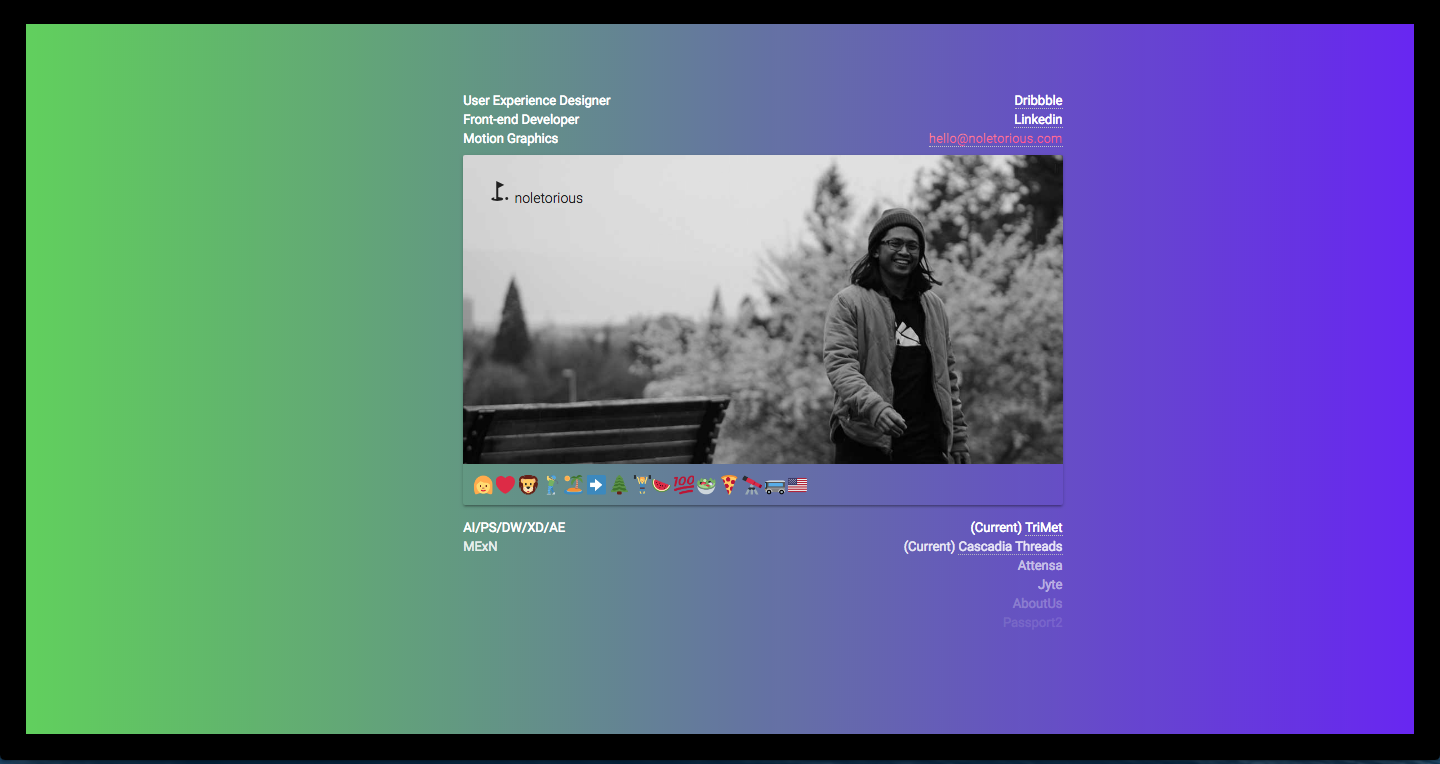 User Experience Designer
Front-end Developer
Motion Graphics
Dribbble
Linkedin
hello@noletorious.com
noletorious
100
AI/PS/DW/XD/AE
MExN
(Current) TriMet
(Current) Cascadia Threads
Attensa
Jyte
AboutUs
Passport2